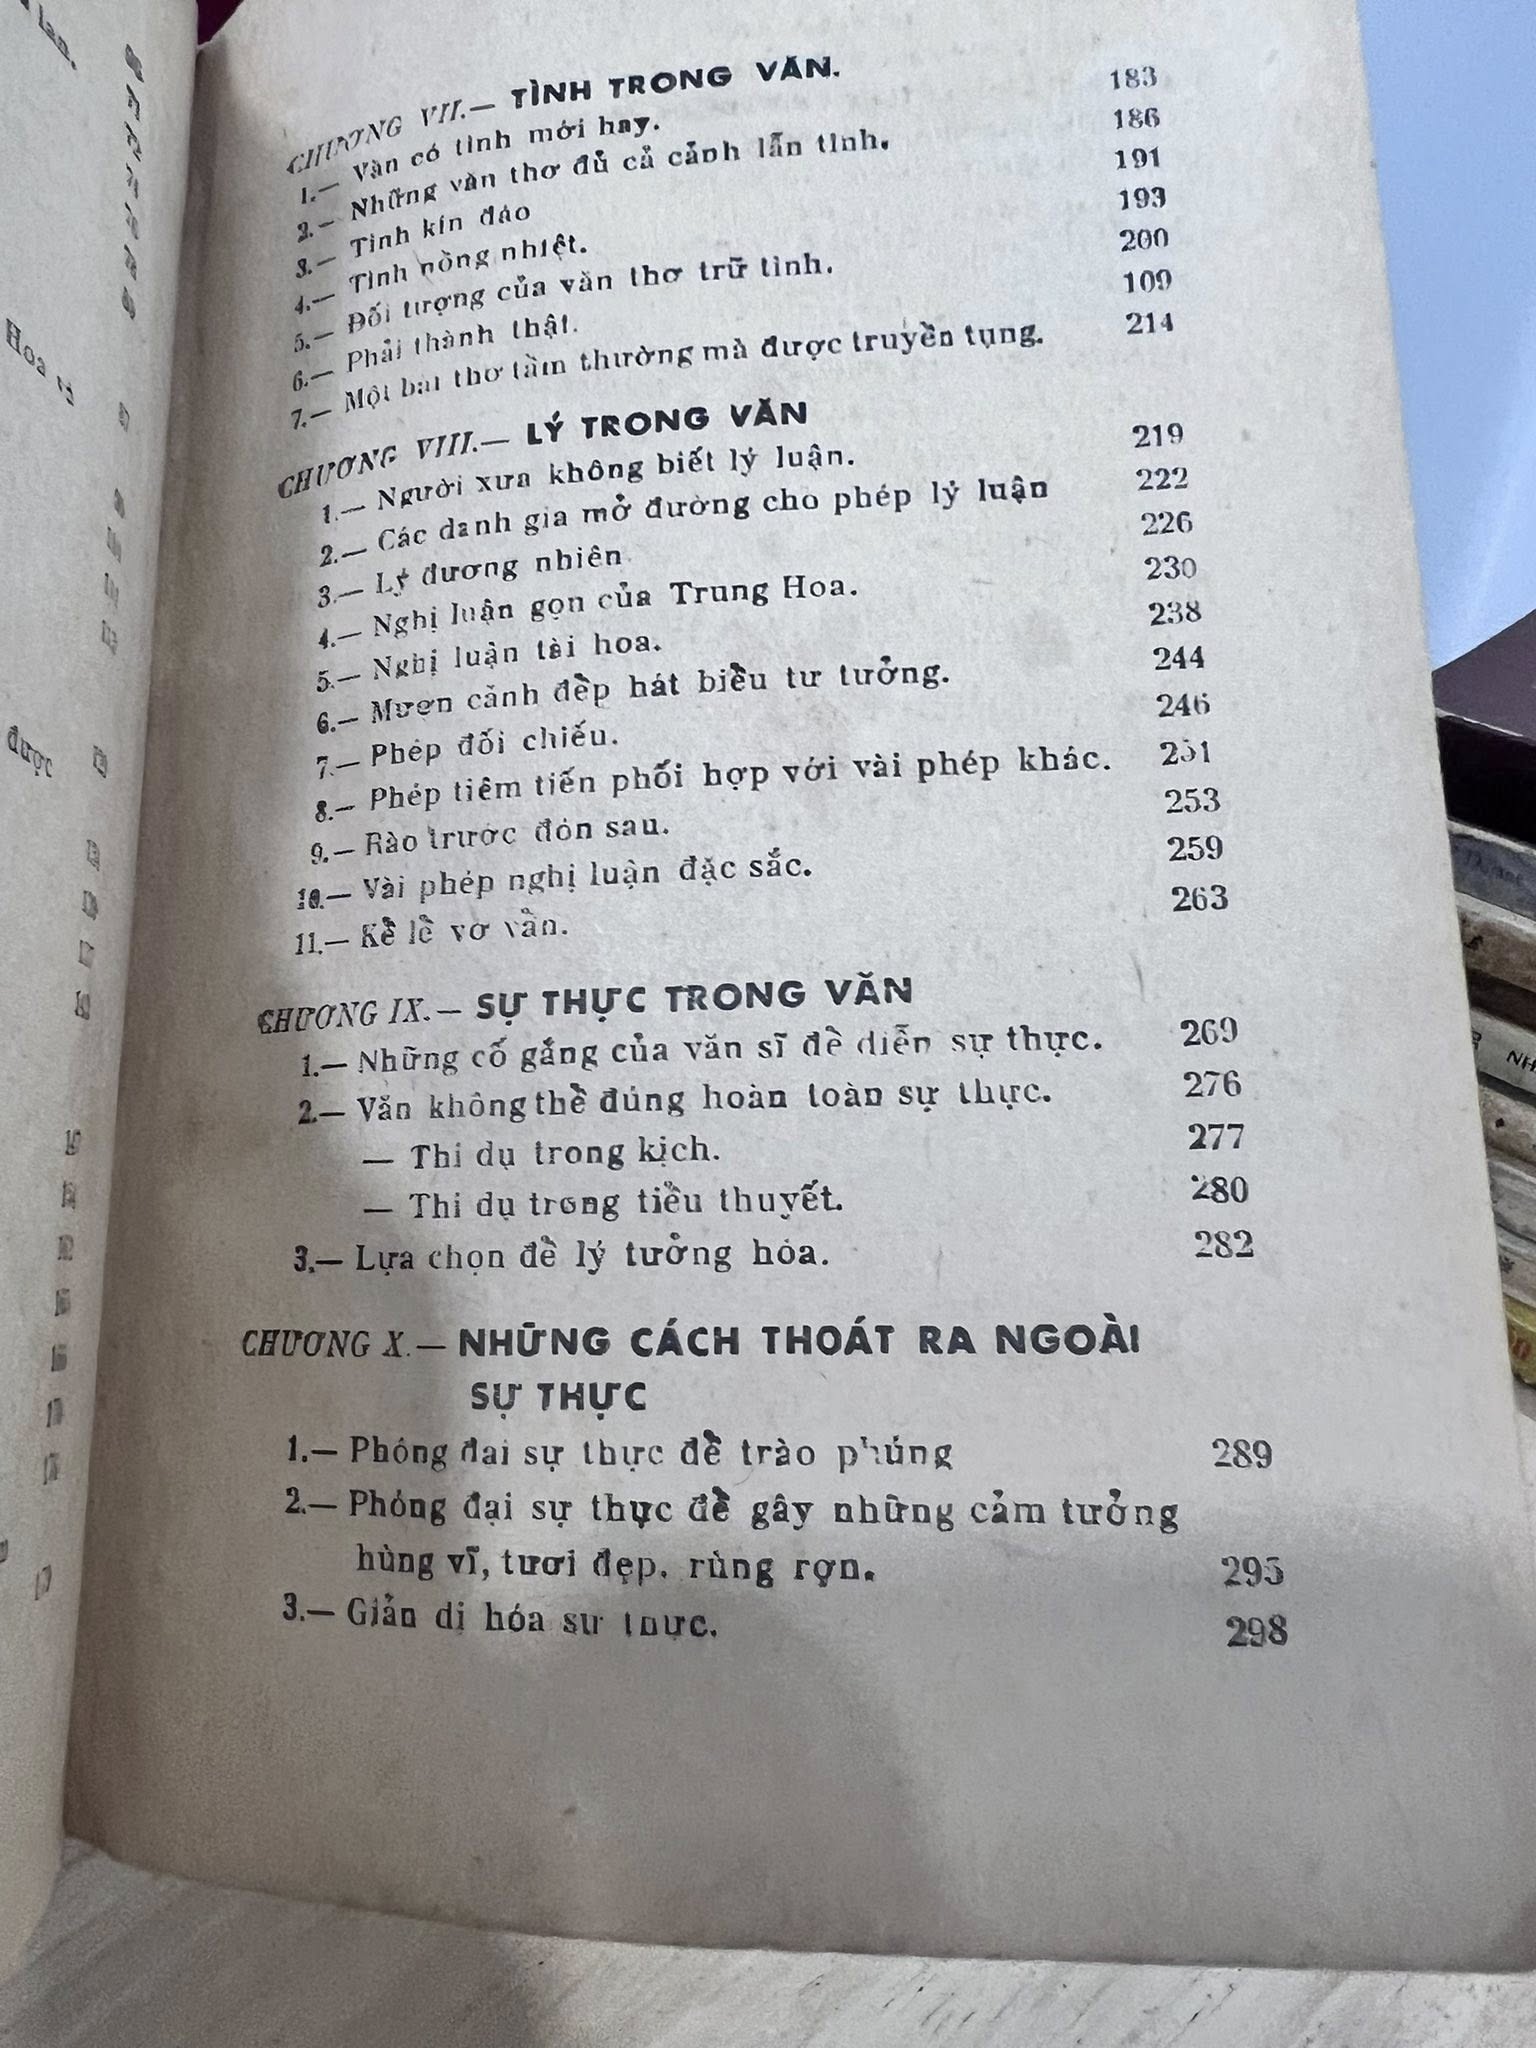 lan.
Hoa
được
CHƯƠNG VII.— TÌNH TRONG VĂN.
1.— Văn có tình mới hay. 183
2.— Những văn thơ đủ cả cảnh lẫn tình. 186
3.— Tình kín đáo 191
4.— Tình nồng nhiệt. 193
5.— Đối tượng của văn thơ trữ tình. 200
6.— Phải thành thật. 109
7.— Một bài thơ tầm thường mà được truyền tụng. 214
CHƯƠNG VIII.— LÝ TRONG VĂN
1.— Người xưa không biết lý luận. 219
2.— Các danh gia mở đường cho phép lý luận 222
3.— Lý đương nhiên 226
4.— Nghị luận gọn của Trung Hoa. 230
5.— Nghị luận tài hoa. 238
6.— Mượn cảnh đẹp hát biểu tư tưởng. 244
7.— Phép đối chiếu. 246
8.— Phép tiêm tiến phối hợp với vài phép khác. 251
9.— Rào trước đón sau. 253
10.— Vài phép nghị luận đặc sắc. 259
11.— Kể lể vơ vẩn. 263
CHƯƠNG IX.— SỰ THỰC TRONG VĂN
1.— Những cố gắng của văn sĩ để diễn sự thực. 269
2.— Văn không thể đúng hoàn toàn sự thực. 276
— Thí dụ trong kịch. 277
— Thí dụ trong tiểu thuyết. 280
3.— Lựa chọn để lý tưởng hóa. 282
CHƯƠNG X.— NHỮNG CÁCH THOÁT RA NGOÀI
SỰ THỰC
1.— Phóng đại sự thực để trào phúng 289
2.— Phóng đại sự thực để gây những cảm tưởng
hùng vĩ, tươi đẹp. rùng rợn. 295
3.— Giản dị hóa sự thực. 298